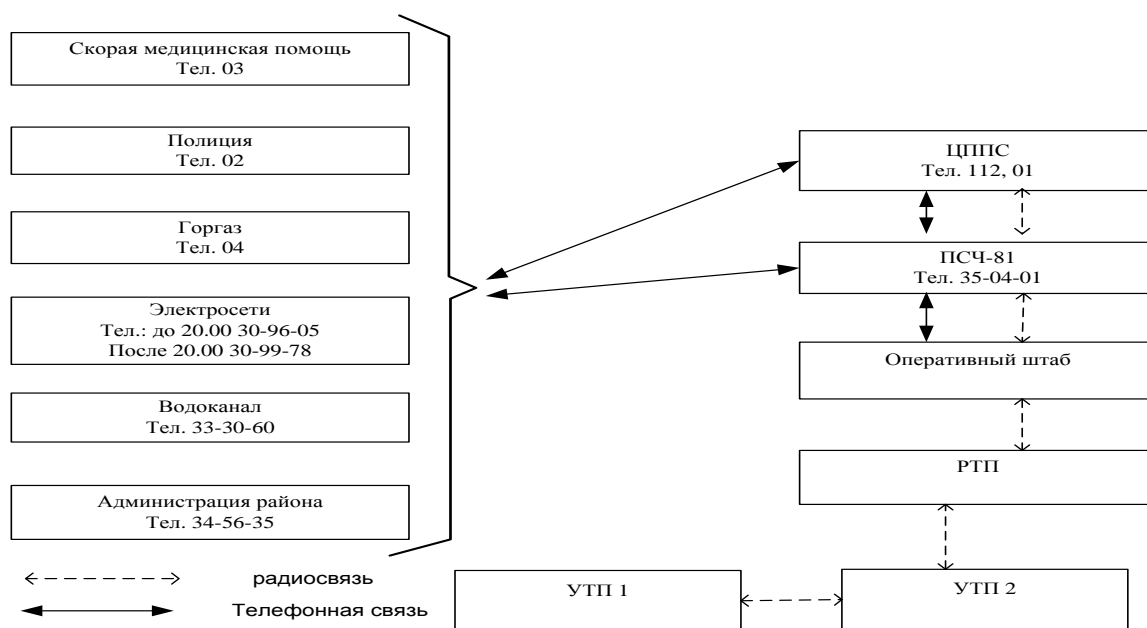 Скорая медицинская помощь
Тел. 03
Полиция
Тел. 02
Горгаз
Тел. 04
Электросети
Тел.: до 20.00 30-96-05
После 20.00 30-99-78
Водоканал
Тел. 33-30-60
Администрация района
Тел. 34-56-35
ЦППС
Тел. 112, 01
ПСЧ-81
Тел. 35-04-01
Оперативный штаб
РТП
УТП 1
УТП 2
радиосвязь
Телефонная связь